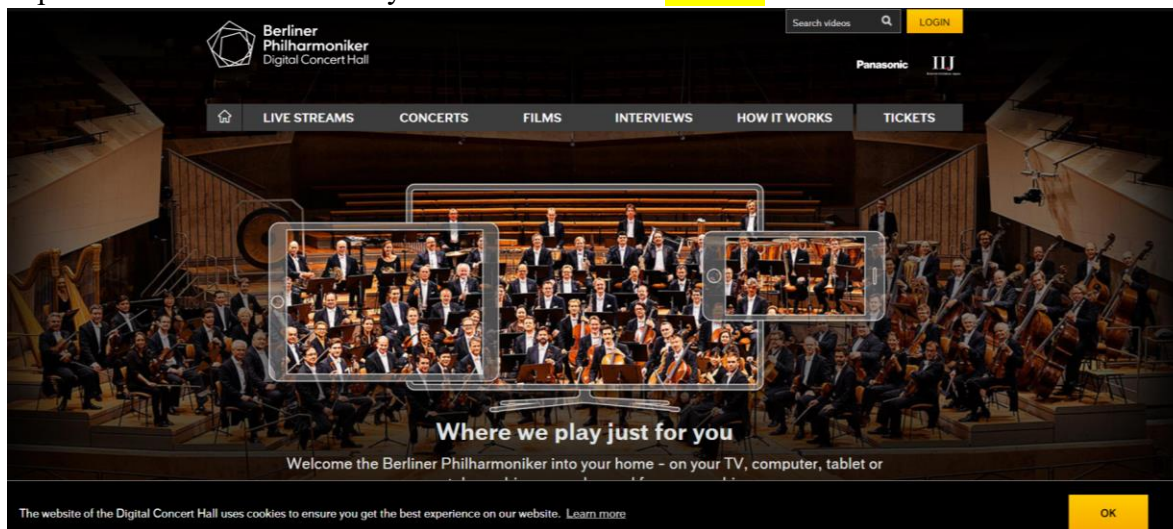 Berliner
Philharmoniker
Digital Concert Hall
Search videos
LOGIN
Panasonic
IIJ
LIVE STREAMS CONCERTS FILMS INTERVIEWS HOW IT WORKS TICKETS
Where we play just for you
Welcome the Berliner Philharmoniker into your home – on your TV, computer, tablet or
The website of the Digital Concert Hall uses cookies to ensure you get the best experience on our website. Learn more
OK